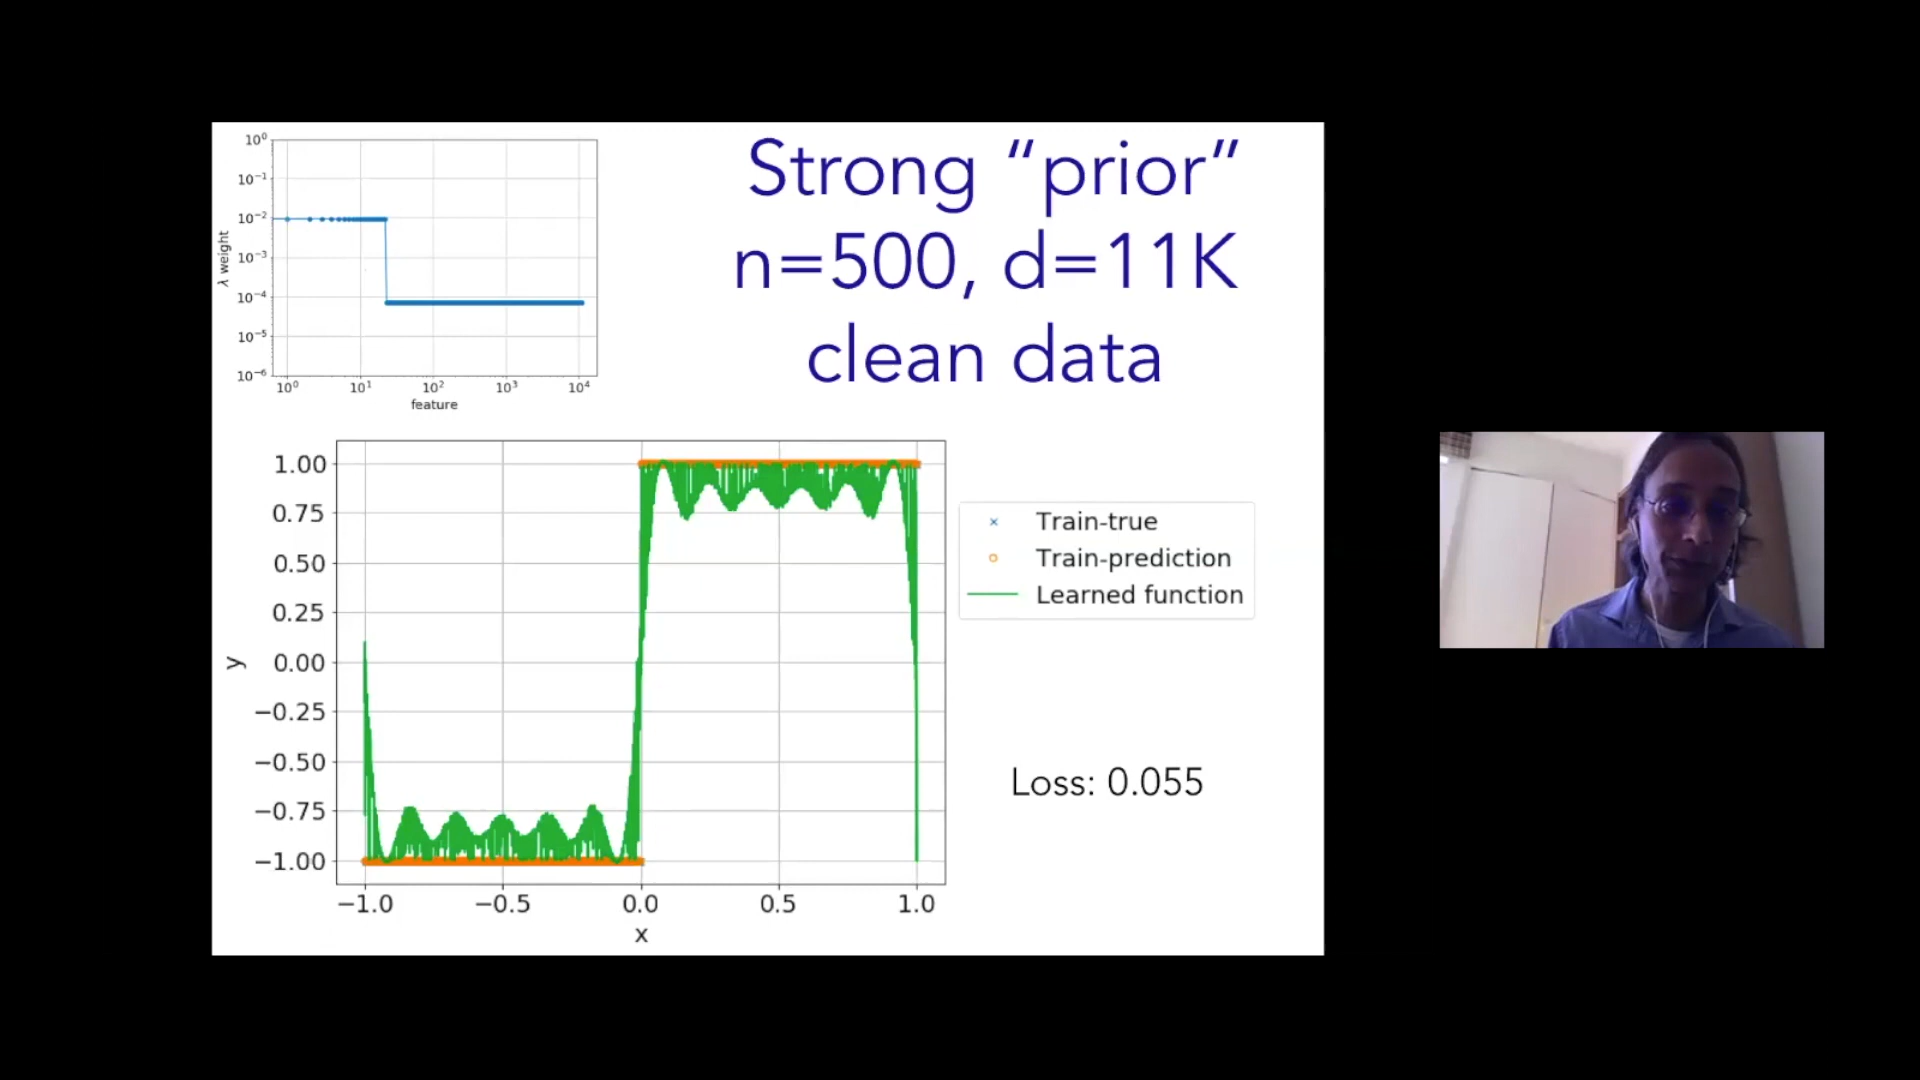 Strong “prior”
n=500, d=11K
clean data
10⁰
10⁻¹
10⁻²
10⁻³
10⁻⁴
10⁻⁵
10⁻⁶
λ weight
10⁰ 10¹ 10² 10³ 10⁴
feature
1.00
0.75
0.50
0.25
0.00
−0.25
−0.50
−0.75
−1.00
y
−1.0 −0.5 0.0 0.5 1.0
x
Train-true
Train-prediction
Learned function
Loss: 0.055